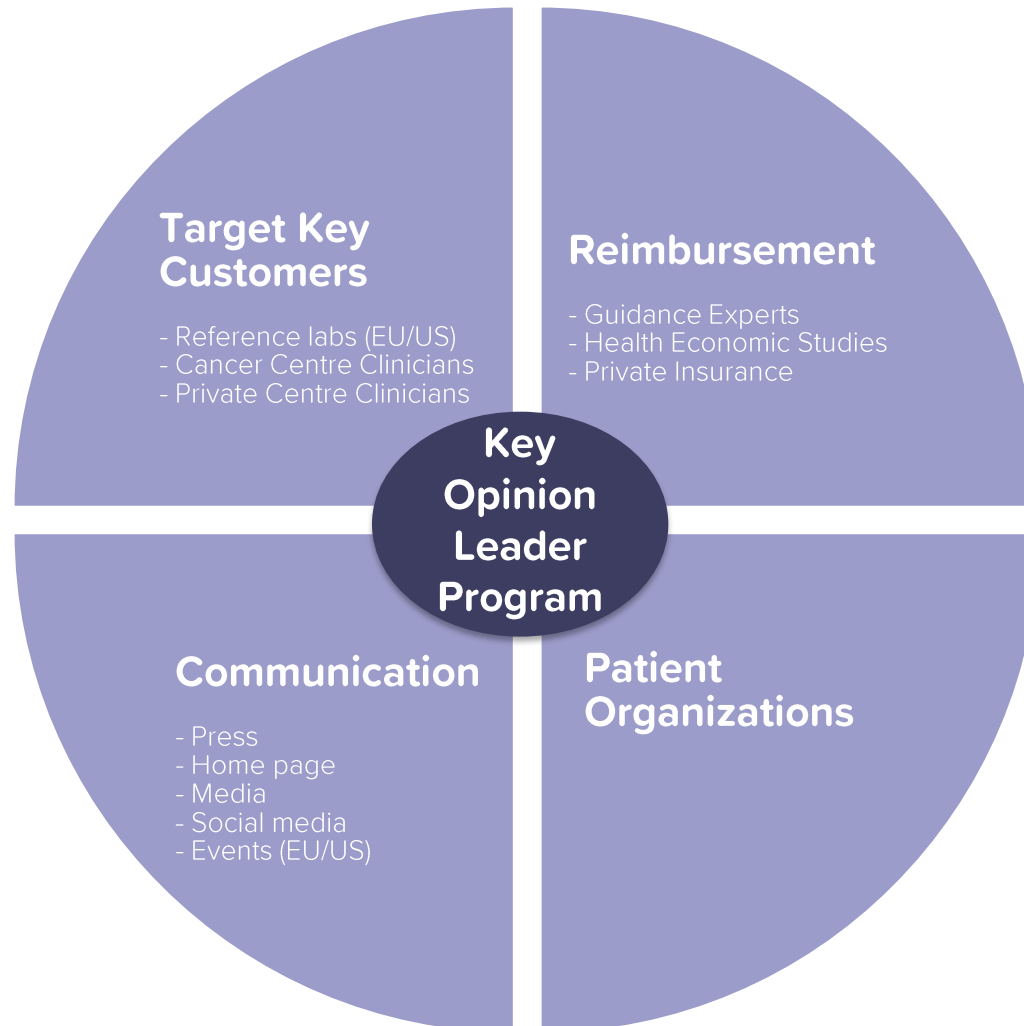 Target Key
Customers
- Reference labs (EU/US)
- Cancer Centre Clinicians
- Private Centre Clinicians
Reimbursement
- Guidance Experts
- Health Economic Studies
- Private Insurance
Key
Opinion
Leader
Program
Communication
- Press
- Home page
- Media
- Social media
- Events (EU/US)
Patient
Organizations